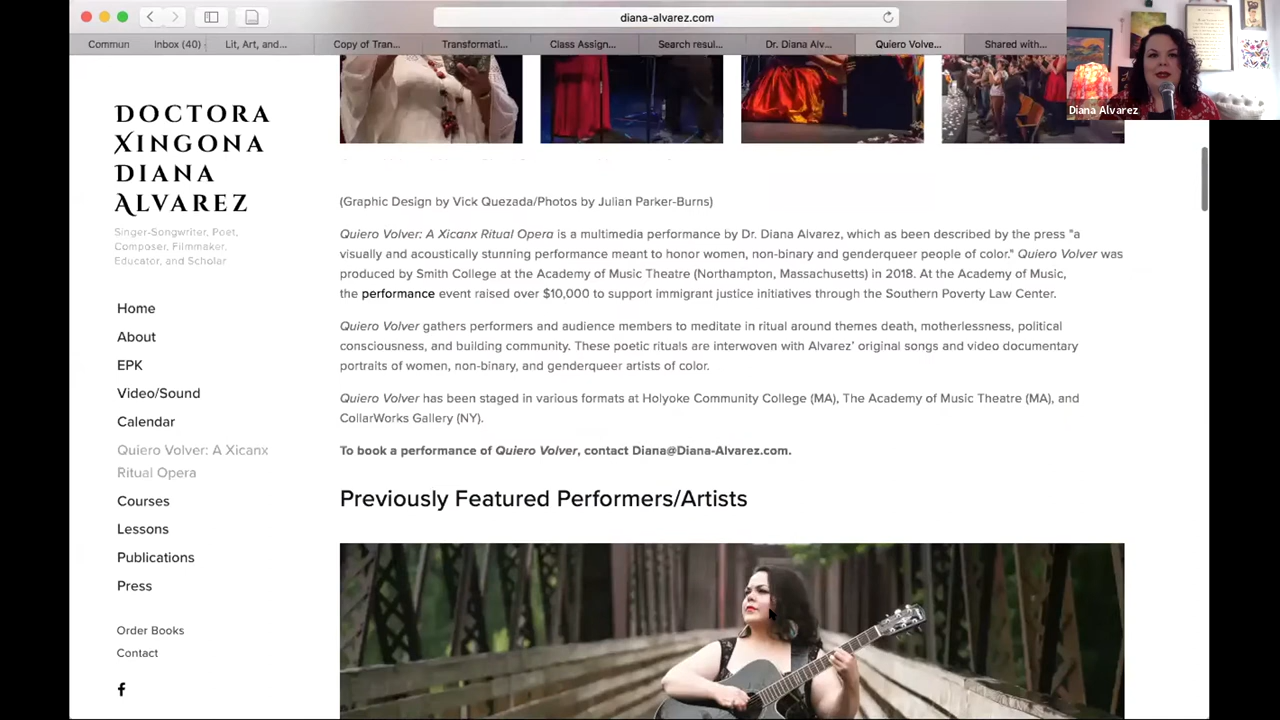 diana-alvarez.com
Commun
Inbox (40)
Lit, Art, and...
Copy of Tran...
Transformati...
Class Assign...
Search resul...
Dr. Diana Alv...
Quiero Volve...
Shared with...
Diana Alvarez
DOCTORA
XINGONA
DIANA
ALVAREZ
Singer-Songwriter, Poet,
Composer, Filmmaker,
Educator, and Scholar
Home
About
EPK
Video/Sound
Calendar
Quiero Volver: A Xicanx
Ritual Opera
Courses
Lessons
Publications
Press
Order Books
Contact
(Graphic Design by Vick Quezada/Photos by Julian Parker-Burns)
Quiero Volver: A Xicanx Ritual Opera is a multimedia performance by Dr. Diana Alvarez, which as been described by the press "a
visually and acoustically stunning performance meant to honor women, non-binary and genderqueer people of color." Quiero Volver was
produced by Smith College at the Academy of Music Theatre (Northampton, Massachusetts) in 2018. At the Academy of Music,
the performance event raised over $10,000 to support immigrant justice initiatives through the Southern Poverty Law Center.
Quiero Volver gathers performers and audience members to meditate in ritual around themes death, motherlessness, political
consciousness, and building community. These poetic rituals are interwoven with Alvarez' original songs and video documentary
portraits of women, non-binary, and genderqueer artists of color.
Quiero Volver has been staged in various formats at Holyoke Community College (MA), The Academy of Music Theatre (MA), and
CollarWorks Gallery (NY).
To book a performance of Quiero Volver, contact Diana@Diana-Alvarez.com.
Previously Featured Performers/Artists